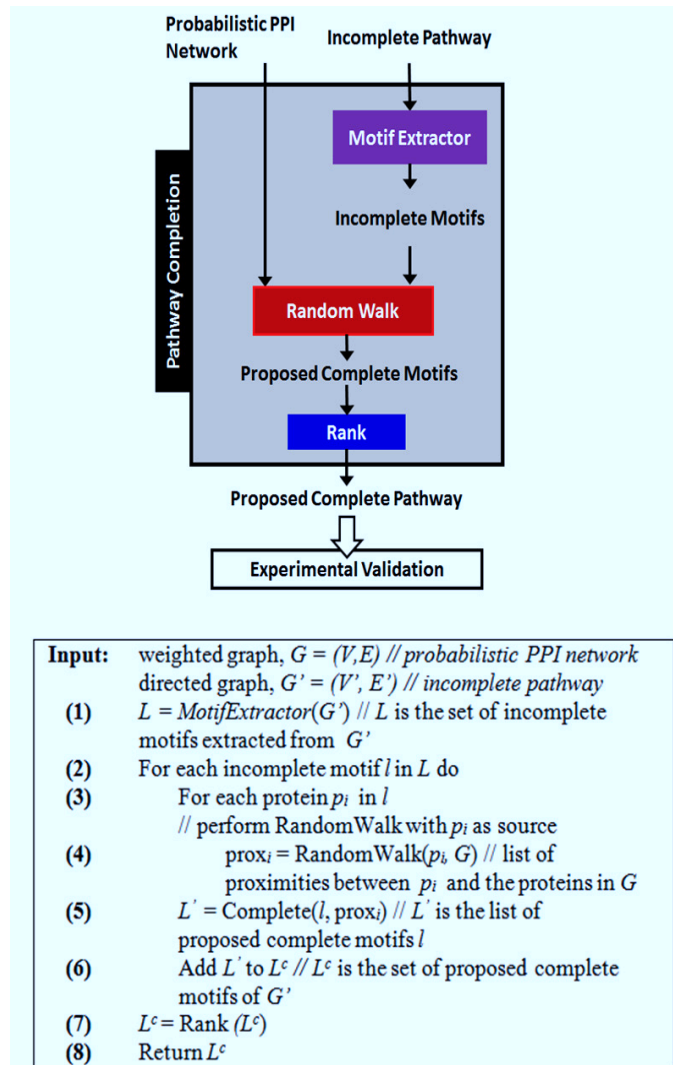 Probabilistic PPI
Network
Incomplete Pathway
Pathway Completion
Motif Extractor
Incomplete Motifs
Random Walk
Proposed Complete Motifs
Rank
Proposed Complete Pathway
Experimental Validation
Input: weighted graph, G = (V,E) // probabilistic PPI network
directed graph, G’ = (V’, E’) // incomplete pathway
(1) L = MotifExtractor(G’) // L is the set of incomplete
motifs extracted from G’
(2) For each incomplete motif l in L do
(3) For each protein pᵢ in l
// perform RandomWalk with pᵢ as source
(4) proxᵢ = RandomWalk(pᵢ, G) // list of
proximities between pᵢ and the proteins in G
(5) L’ = Complete(l, proxᵢ) // L’ is the list of
proposed complete motifs l
(6) Add L’ to Lᶜ // Lᶜ is the set of proposed complete
motifs of G’
(7) Lᶜ = Rank (Lᶜ)
(8) Return Lᶜ